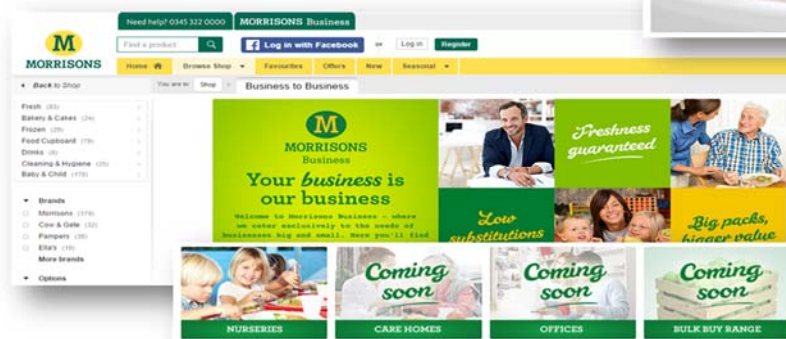 Need help? 0345 322 0000 MORRISONS Business
M
MORRISONS
Find a product
Log in with Facebook or Log in Register
Home Browse Shop Favourites Offers New Seasonal
Back to Shop
You are in: Shop Business to Business
Fresh (83)
Bakery & Cakes (24)
Frozen (29)
Food Cupboard (78)
Drinks (8)
Cleaning & Hygiene (25)
Baby & Child (170)
Brands
Morrisons (179)
Cow & Gate (32)
Pampers (20)
Ella's (19)
More brands
Options
M
MORRISONS
Business
Your business is
our business
Welcome to Morrisons Business - where
we cater exclusively to the needs of
businesses big and small. Here you'll find
Freshness
guaranteed
Low
substitutions
Big packs,
bigger value
NURSERIES
Coming
soon
CARE HOMES
Coming
soon
OFFICES
Coming
soon
BULK BUY RANGE